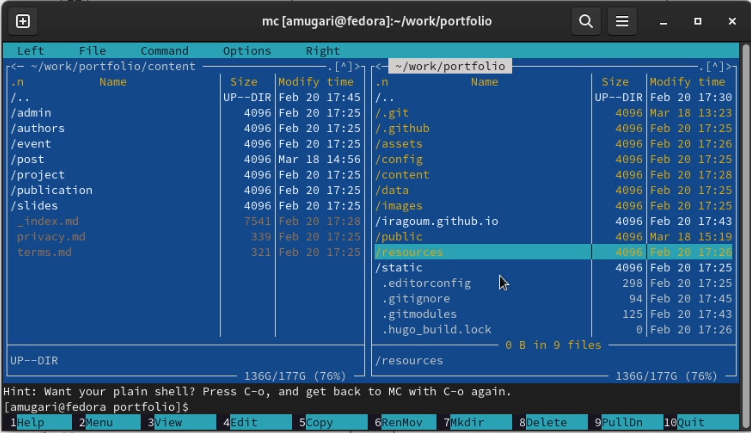 mc [amugari@fedora]:~/work/portfolio
Left File Command Options Right
<─ ~/work/portfolio/content ─.[^]>
.n Name Size Modify time
/.. UP--DIR Feb 20 17:45
/admin 4096 Feb 20 17:25
/authors 4096 Feb 20 17:25
/event 4096 Feb 20 17:25
/post 4096 Mar 18 14:56
/project 4096 Feb 20 17:25
/publication 4096 Feb 20 17:25
/slides 4096 Feb 20 17:25
_index.md 7541 Feb 20 17:28
privacy.md 339 Feb 20 17:25
terms.md 321 Feb 20 17:25
UP--DIR
136G/177G (76%)
<─ ~/work/portfolio ─.[^]>
.n Name Size Modify time
/.. UP--DIR Feb 20 17:30
/.git 4096 Mar 18 13:23
/.github 4096 Feb 20 17:25
/assets 4096 Feb 20 17:26
/config 4096 Feb 20 17:25
/content 4096 Feb 20 17:28
/data 4096 Feb 20 17:25
/images 4096 Feb 20 17:25
/iragoum.github.io 4096 Feb 20 17:43
/public 4096 Mar 18 15:19
/resources 4096 Feb 20 17:26
/static 4096 Feb 20 17:25
.editorconfig 298 Feb 20 17:25
.gitignore 94 Feb 20 17:45
.gitmodules 125 Feb 20 17:43
.hugo_build.lock 0 Feb 20 17:26
0 B in 9 files
/resources
136G/177G (76%)
Hint: Want your plain shell? Press C-o, and get back to MC with C-o again.
[amugari@fedora portfolio]$
1Help 2Menu 3View 4Edit 5Copy 6RenMov 7Mkdir 8Delete 9PullDn 10Quit